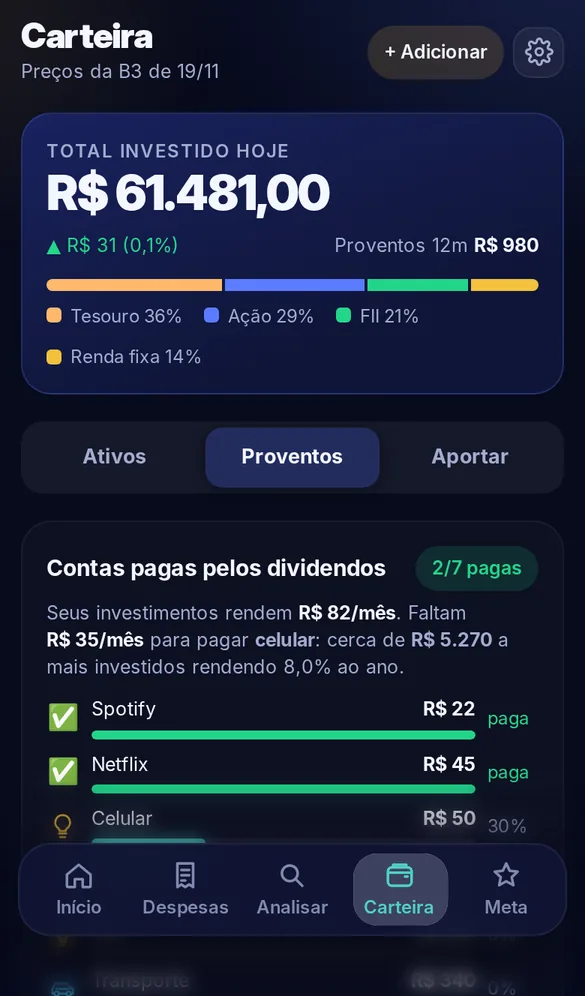 Carteira
Preços da B3 de 19/11
+ Adicionar
TOTAL INVESTIDO HOJE
R$ 61.481,00
▲ R$ 31 (0,1%)
Proventos 12m R$ 980
Tesouro 36% Ação 29% FII 21%
Renda fixa 14%
Ativos Proventos Aportar
Contas pagas pelos dividendos
2/7 pagas
Seus investimentos rendem R$ 82/mês. Faltam
R$ 35/mês para pagar celular: cerca de R$ 5.270 a
mais investidos rendendo 8,0% ao ano.
Spotify R$ 22 paga
Netflix R$ 45 paga
Celular R$ 50 30%
Início Despesas Analisar Carteira Meta
Transporte R$ 340 0%